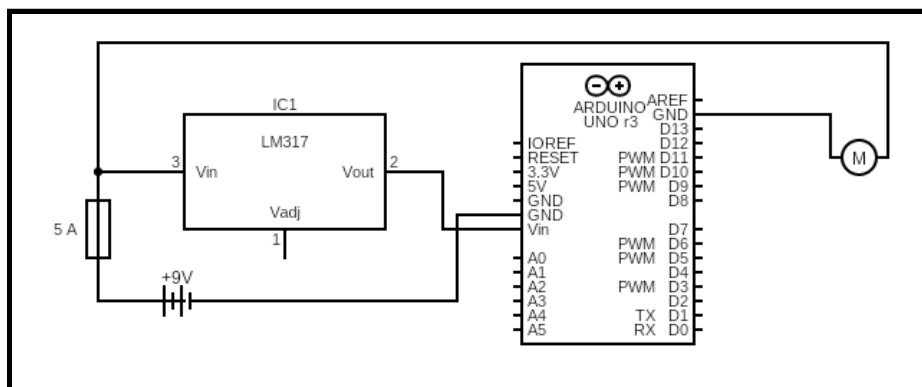 IC1
LM317
3 Vin
Vout 2
Vadj
1
5 A
+9V
ARDUINO
UNO r3
AREF
GND
D13
IOREF D12
RESET PWM D11
3.3V PWM D10
5V PWM D9
GND D8
GND
Vin D7
PWM D6
A0 PWM D5
A1 D4
A2 PWM D3
A3 D2
A4 TX D1
A5 RX D0
M